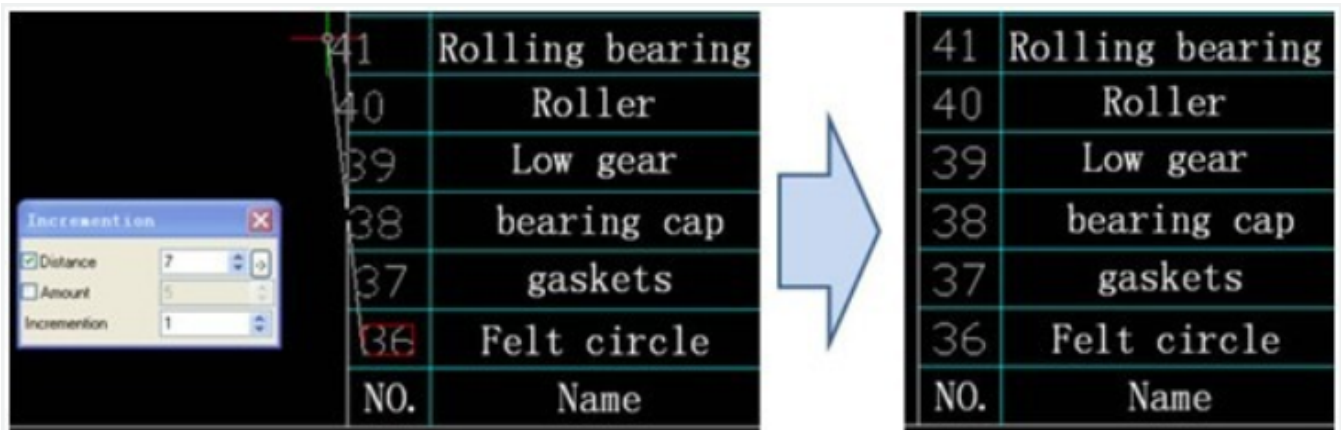 41 Rolling bearing
40 Roller
39 Low gear
38 bearing cap
37 gaskets
36 Felt circle
NO. Name
Incremention
Distance 7
Amount 5
Incremention 1
41 Rolling bearing
40 Roller
39 Low gear
38 bearing cap
37 gaskets
36 Felt circle
NO. Name